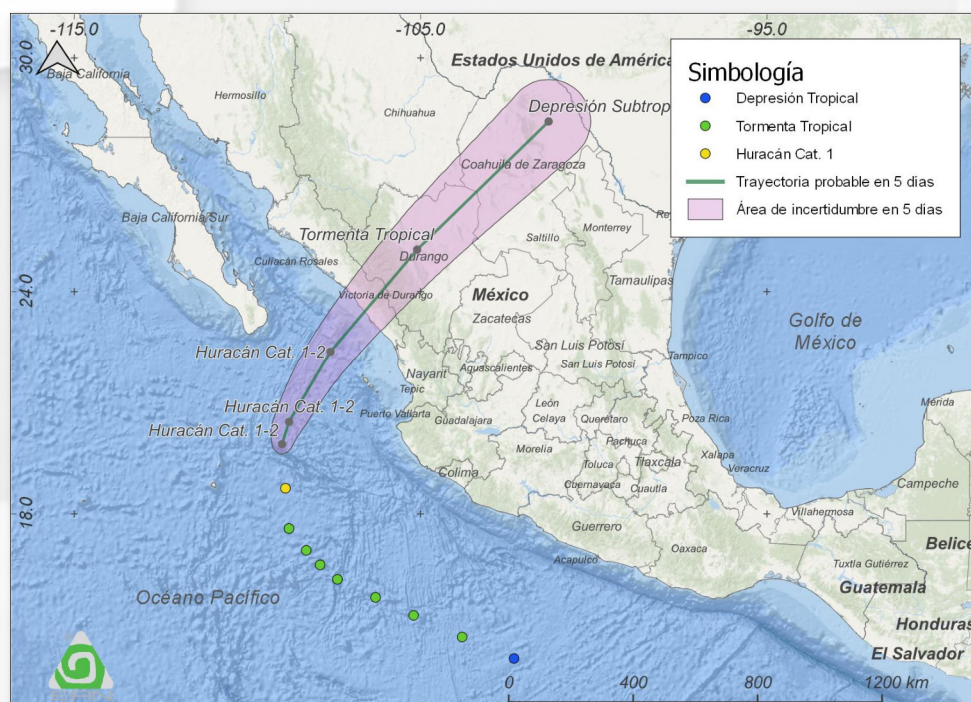 -115.0
-105.0
-95.0
30.0
24.0
18.0
Baja California
Estados Unidos de América
Hermosillo
Chihuahua
Depresión Subtrop
Coahuila de Zaragoza
Baja California Sur
Tormenta Tropical
Durango
Culiacán Rosales
Saltillo
Monterrey
Re
Victoria de Durango
México
Zacatecas
Tamaulipas
Golfo de
México
Huracán Cat. 1-2
San Luis Potosí
San Luis Potosí
Tampico
Nayarit
Aguascalientes
Tepic
Huracán Cat. 1-2
Puerto Vallarta
Guadalajara
León
Celaya
Querétaro
Poza Rica
Mérida
Huracán Cat. 1-2
Pachuca
Morelia
Toluca
Tlaxcala
Xalapa
Veracruz
Colima
Cuernavaca
Cuautla
Campeche
Villahermosa
Guerrero
Acapulco
Oaxaca
Belice
Tuxtla Gutiérrez
Guatemala
Océano Pacífico
Honduras
El Salvador
0 400 800 1200 km
Simbología
Depresión Tropical
Tormenta Tropical
Huracán Cat. 1
Trayectoria probable en 5 días
Área de incertidumbre en 5 días